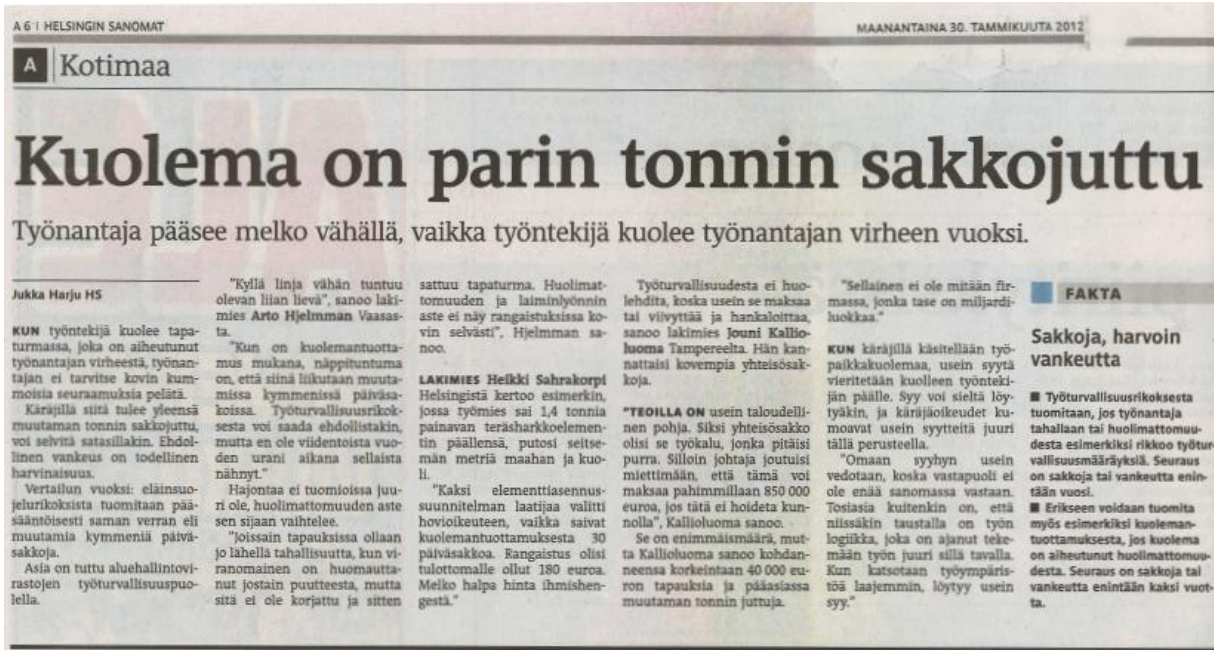 A 6 | HELSINGIN SANOMAT
MAANANTAINA 30. TAMMIKUUTA 2012
A Kotimaa
Kuolema on parin tonnin sakkojuttu
Työnantaja pääsee melko vähällä, vaikka työntekijä kuolee työnantajan virheen vuoksi.
Jukka Harju HS
KUN työntekijä kuolee tapa-
turmassa, joka on aiheutunut
työnantajan virheestä, työnan-
tajan ei tarvitse kovin kum-
moisia seuraamuksia pelätä.
Käräjillä siitä tulee yleensä
muutaman tonnin sakkojuttu,
voi selvitä satasillakin. Ehdol-
linen vankeus on todellinen
harvinaisuus.
Vertailun vuoksi: eläinsuo-
jelurikoksista tuomitaan pää-
sääntöisesti saman verran eli
muutamia kymmeniä päivä-
sakkoja.
Asia on tuttu aluehallintovi-
rastojen työturvallisuuspuo-
lella.
"Kyllä linja vähän tuntuu
olevan liian lievä", sanoo laki-
mies Arto Hjelmman Vaasas-
ta.
"Kun on kuolemantuotta-
mus mukana, näppituntuma
on, että siinä liikutaan muuta-
missa kymmenissä päiväsa-
koissa. Työturvallisuusrikok-
sesta voi saada ehdollistakin,
mutta en ole viidentoista vuo-
den urani aikana sellaista
nähnyt."
Hajontaa ei tuomioissa juu-
ri ole, huolimattomuuden aste
sen sijaan vaihtelee.
"Joissain tapauksissa ollaan
jo lähellä tahallisuutta, kun vi-
ranomainen on huomautta-
nut jostain puutteesta, mutta
sitä ei ole korjattu ja sitten
sattuu tapaturma. Huolimat-
tomuuden ja laiminlyönnin
aste ei näy rangaistuksissa ko-
vin selvästi", Hjelmman sa-
noo.
LAKIMIES Heikki Sahrakorpi
Helsingistä kertoo esimerkin,
jossa työmies sai 1,4 tonnia
painavan teräsharkkoelemen-
tin päällensä, putosi seitse-
män metriä maahan ja kuo-
li.
"Kaksi elementtiasennus-
suunnitelman laatijaa valitti
hovioikeuteen, vaikka saivat
kuolemantuottamuksesta 30
päiväsakkoa. Rangaistus olisi
tulottomalle ollut 180 euroa.
Melko halpa hinta ihmishen-
gestä."
Työturvallisuudesta ei huo-
lehdita, koska usein se maksaa
tai viivyttää ja hankaloittaa,
sanoo lakimies Jouni Kallio-
luoma Tampereelta. Hän kan-
nattaisi kovempia yhteisösak-
koja.
"TEOILLA ON usein taloudelli-
nen pohja. Siksi yhteisösakko
olisi se työkalu, jonka pitäisi
purra. Silloin johtaja joutuisi
miettimään, että tämä voi
maksaa pahimmillaan 850 000
euroa, jos tätä ei hoideta kun-
nolla", Kallioluoma sanoo.
Se on enimmäismäärä, mut-
ta Kallioluoma sanoo kohdan-
neensa korkeintaan 40 000 eu-
ron tapauksia ja pääasiassa
muutaman tonnin juttuja.
"Sellainen ei ole mitään fir-
massa, jonka tase on miljardi-
luokkaa."
KUN käräjillä käsitellään työ-
paikkakuolemaa, usein syytä
vieritetään kuolleen työnteki-
jän päälle. Syy voi sieltä löy-
tyäkin, ja käräjäoikeudet ku-
moavat usein syytteitä juuri
tällä perusteella.
"Omaan syyhyn usein
vedotaan, koska vastapuoli ei
ole enää sanomassa vastaan.
Tosiasia kuitenkin on, että
niissäkin taustalla on työn
logiikka, joka on ajanut teke-
mään työn juuri sillä tavalla.
Kun katsotaan työympäris-
töä laajemmin, löytyy usein
syy."
FAKTA
Sakkoja, harvoin
vankeutta
■ Työturvallisuusrikoksesta
tuomitaan, jos työnantaja
tahallaan tai huolimattomuu-
desta esimerkiksi rikkoo työtur-
vallisuusmääräyksiä. Seuraus
on sakkoja tai vankeutta enin-
tään vuosi.
■ Erikseen voidaan tuomita
myös esimerkiksi kuoleman-
tuottamuksesta, jos kuolema
on aiheutunut huolimattomuu-
desta. Seuraus on sakkoja tai
vankeutta enintään kaksi vuot-
ta.